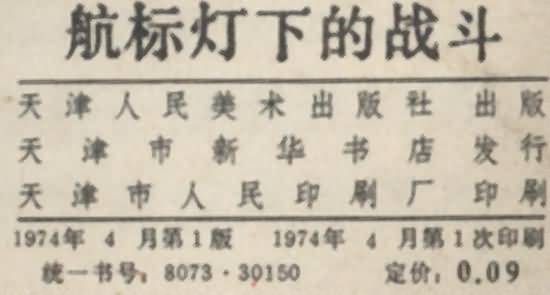 航标灯下的战斗
天津人民美术出版社 出版
天津市新华书店发行
天津市人民印刷厂 印刷
1974年 4 月第1版 1974年 4 月第1次印刷
统一书号：8073·30150 定价：0.09